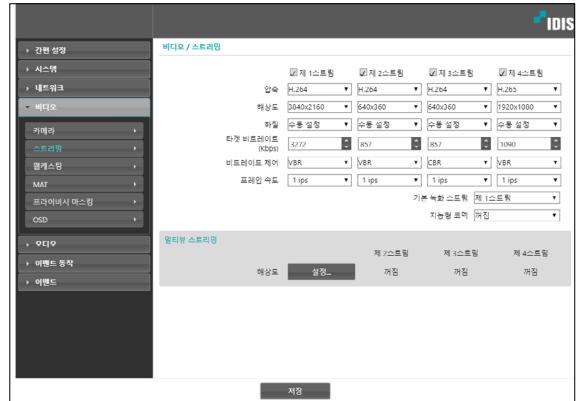 IDIS
간편 설정
시스템
네트워크
비디오
카메라
스트리밍
웹캐스팅
MAT
프라이버시 마스킹
OSD
오디오
이벤트 동작
이벤트
비디오 / 스트리밍
제 1스트림 제 2스트림 제 3스트림 제 4스트림
압축 H.264 H.264 H.264 H.265
해상도 3840x2160 640x360 640x360 1920x1080
화질 수동 설정 수동 설정 수동 설정 수동 설정
타겟 비트레이트 (Kbps) 3272 857 857 1090
비트레이트 제어 VBR VBR CBR VBR
프레임 속도 1 ips 1 ips 1 ips 1 ips
기본 녹화 스트림 제 1스트림
지능형 코덱 꺼짐
멀티뷰 스트리밍
제 2스트림 제 3스트림 제 4스트림
해상도 설정... 꺼짐 꺼짐 꺼짐
저장